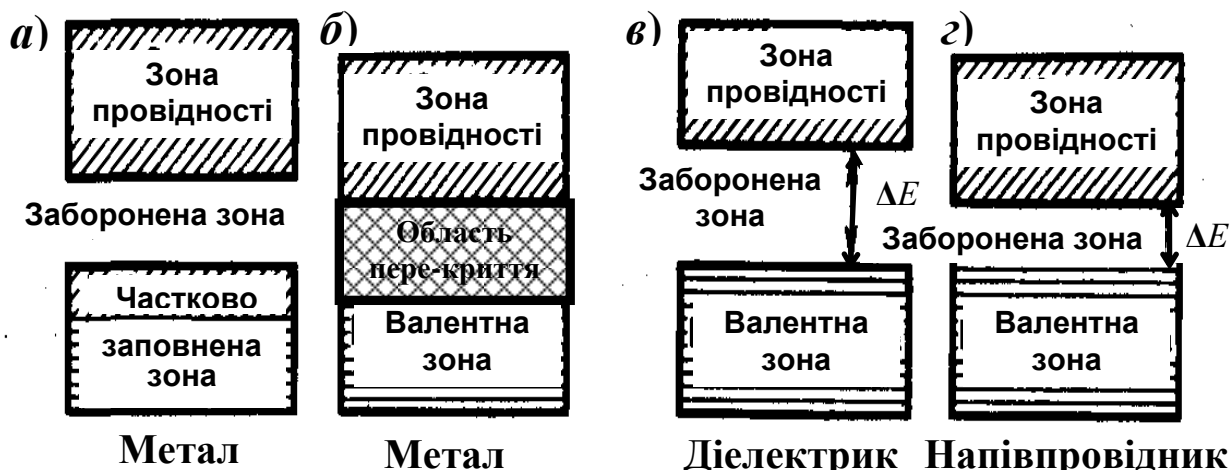 а)
Зона
провідності
Заборонена зона
Частково
заповнена
зона
Метал
б)
Зона
провідності
Область
пере-криття
Валентна
зона
Метал
в)
Зона
провідності
Заборонена
зона
ΔE
Валентна
зона
Діелектрик
г)
Зона
провідності
Заборонена зона
ΔE
Валентна
зона
Напівпровідник